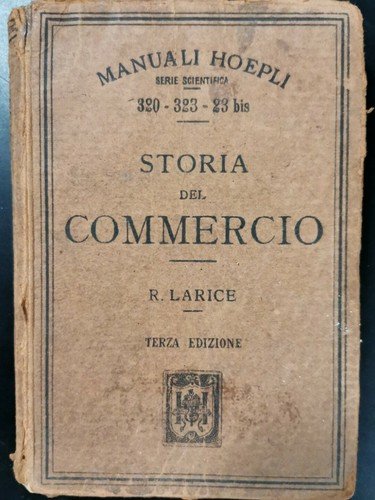 MANUALI HOEPLI
SERIE SCIENTIFICA
320 - 323 - 23 bis
STORIA
DEL
COMMERCIO
R. LARICE
TERZA EDIZIONE